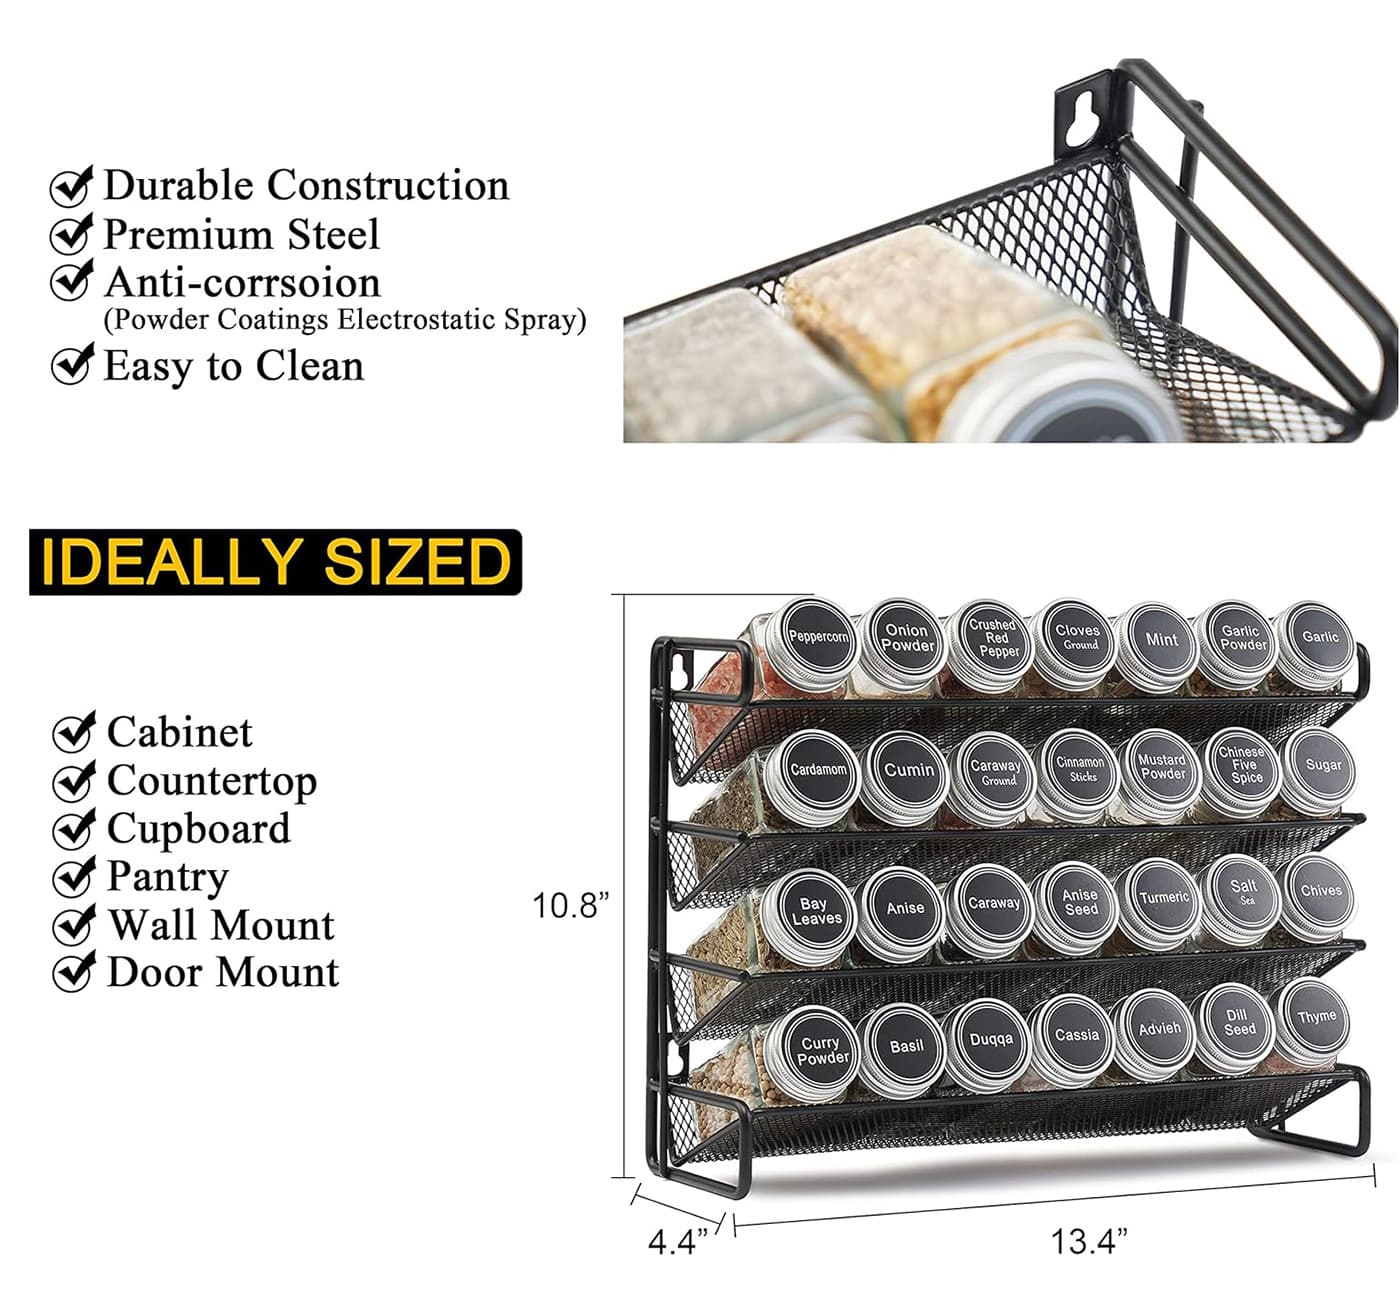 Durable Construction
Premium Steel
Anti-corrsoion
(Powder Coatings Electrostatic Spray)
Easy to Clean
IDEALLY SIZED
Cabinet
Countertop
Cupboard
Pantry
Wall Mount
Door Mount
10.8”
4.4”
13.4”
Peppercorn
Onion
Powder
Crushed
Red
Pepper
Cloves
Ground
Mint
Garlic
Powder
Garlic
Cardamom
Cumin
Caraway
Ground
Cinnamon
Sticks
Mustard
Powder
Chinese
Five
Spice
Sugar
Bay
Leaves
Anise
Caraway
Anise
Seed
Turmeric
Salt
Sea
Chives
Curry
Powder
Basil
Duqqa
Cassia
Advieh
Dill
Seed
Thyme